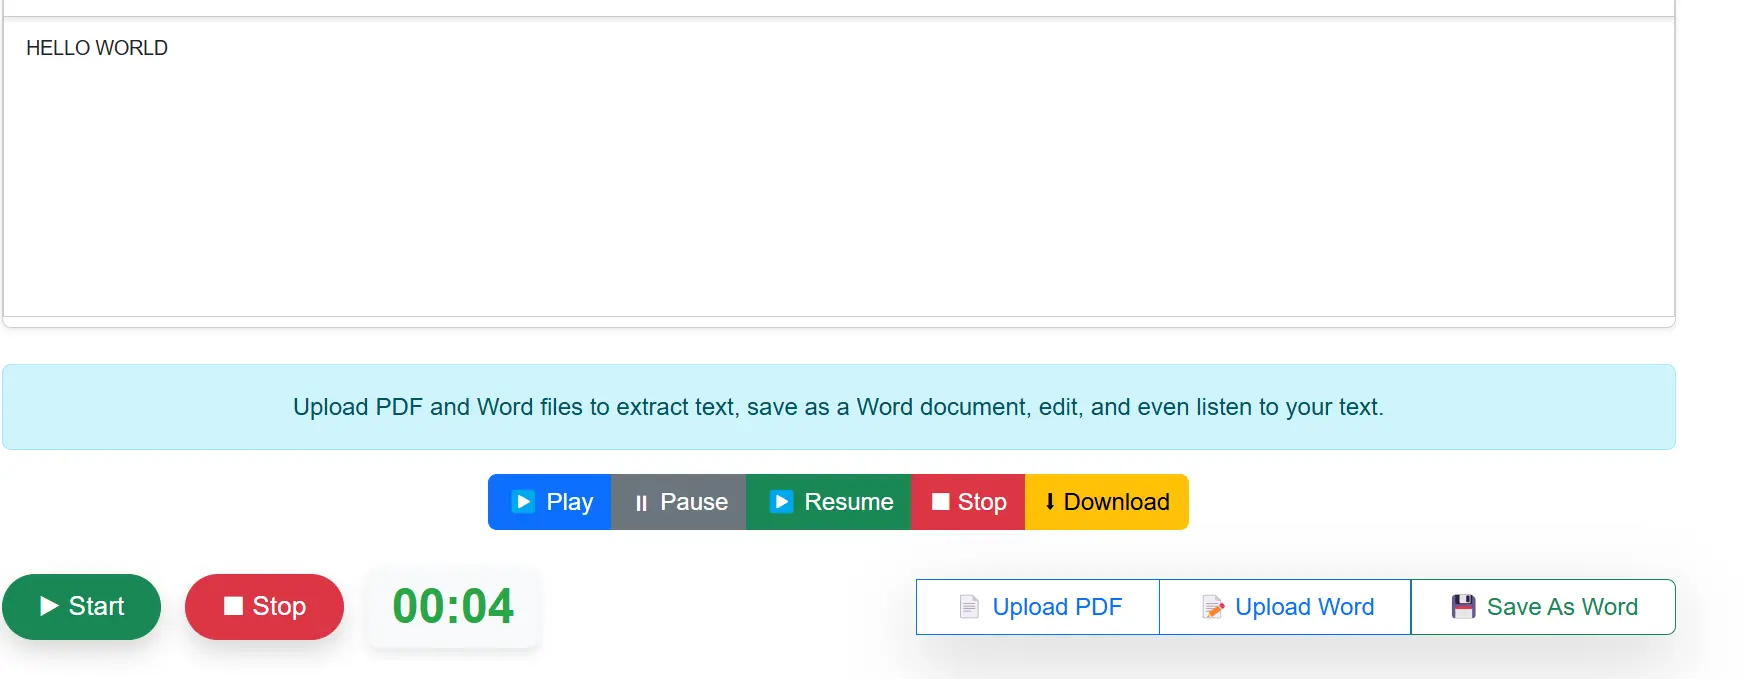 HELLO WORLD
Upload PDF and Word files to extract text, save as a Word document, edit, and even listen to your text.
Play Pause Resume Stop Download
Start Stop 00:04 Upload PDF Upload Word Save As Word